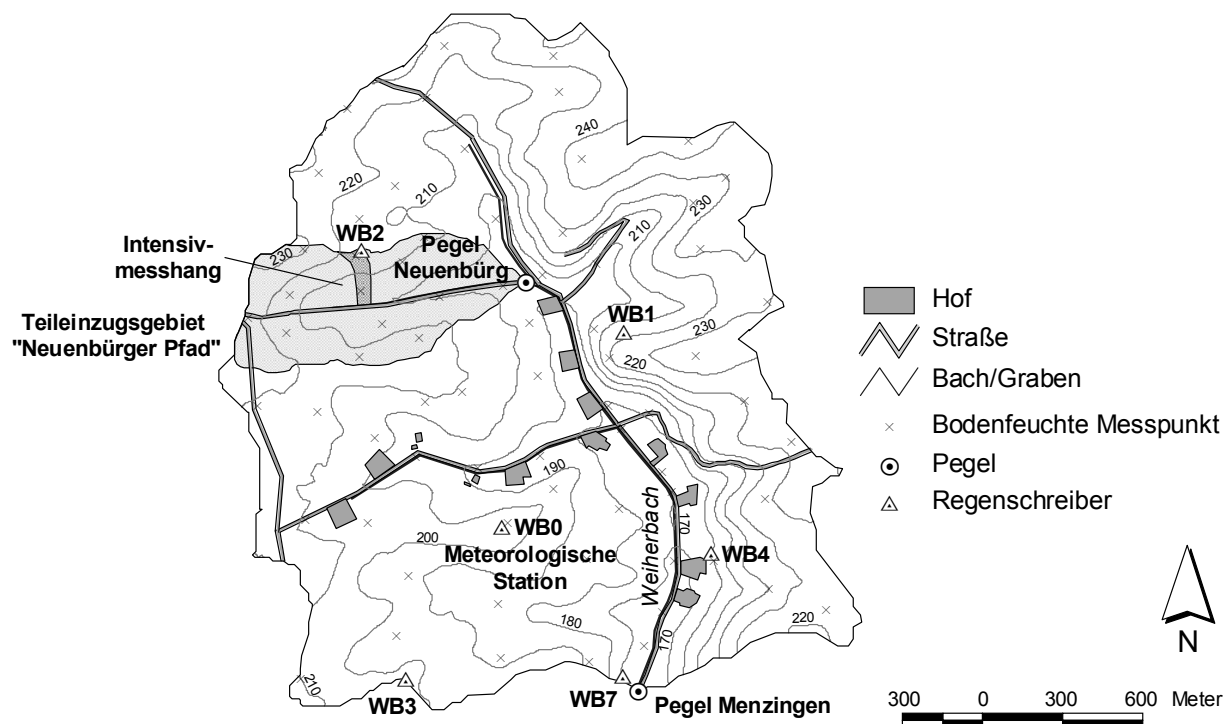 240
220
210
230
210
WB2
Intensiv-
messhang
230
Pegel
Neuenbürg
Teileinzugsgebiet
"Neuenbürger Pfad"
WB1
230
220
190
WB0
200
Meteorologische
Station
Weiherbach
170
WB4
180
170
220
210
WB3
WB7
Pegel Menzingen
Hof
Straße
Bach/Graben
Bodenfeuchte Messpunkt
Pegel
Regenschreiber
N
300 0 300 600 Meter